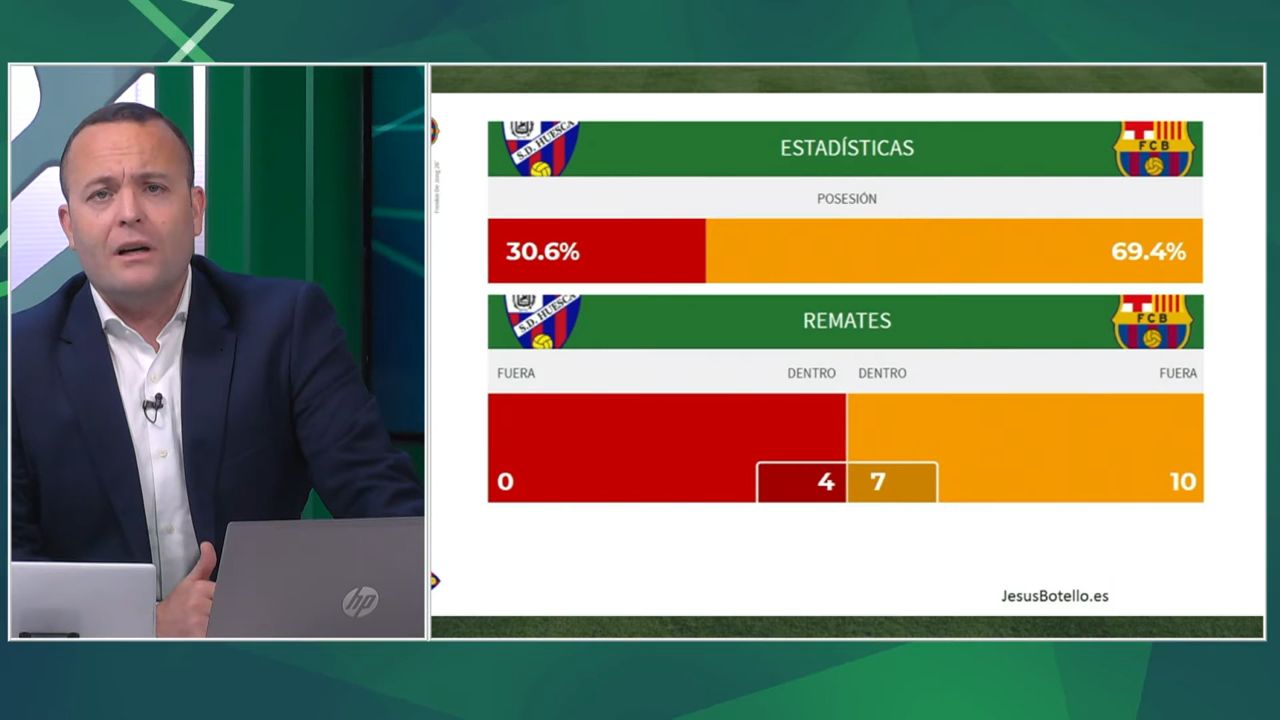 S.D. HUESCA
ESTADÍSTICAS
FCB
POSESIÓN
30.6%
69.4%
S.D. HUESCA
REMATES
FCB
FUERA
DENTRO
DENTRO
FUERA
0
4
7
10
hp
JesusBotello.es